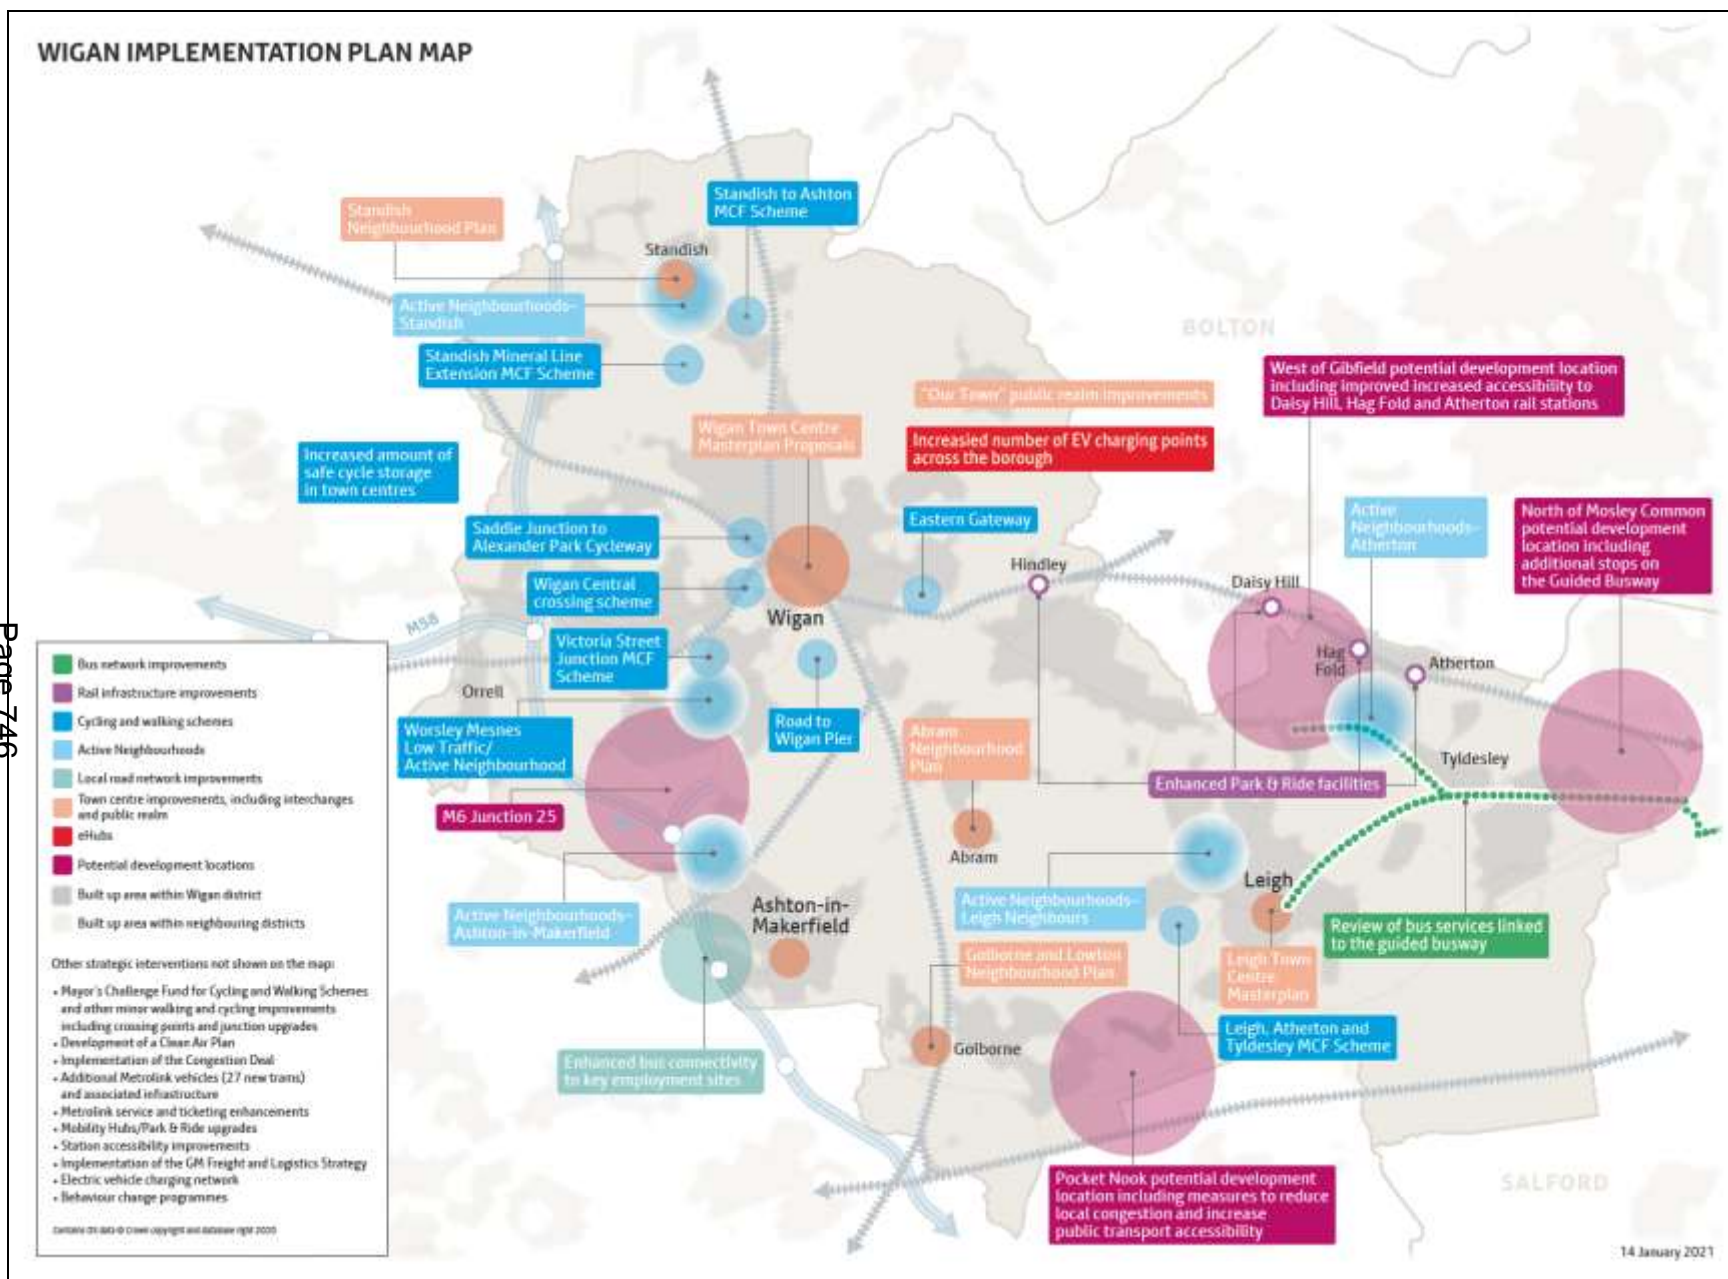 WIGAN IMPLEMENTATION PLAN MAP
Standish
Neighbourhood Plan
Standish to Ashton
MCF Scheme
Standish
Active Neighbourhoods-
Standish
Standish Mineral Line
Extension MCF Scheme
BOLTON
West of Gibfield potential development location
including improved increased accessibility to
Daisy Hill, Hag Fold and Atherton rail stations
"Our Town" public realm improvements
Wigan Town Centre
Masterplan Proposals
Increasied number of EV charging points
across the borough
Increased amount of
safe cycle storage
in town centres
Active
Neighbourhoods-
Atherton
North of Mosley Common
potential development
location including
additional stops on
the Guided Busway
Saddle Junction to
Alexander Park Cycleway
Eastern Gateway
Hindley
Daisy Hill
Wigan Central
crossing scheme
Wigan
M58
Victoria Street
Junction MCF
Scheme
Hag
Fold
Atherton
Orrell
Worsley Mesnes
Low Traffic/
Active Neighbourhood
Road to
Wigan Pier
Abram
Neighbourhood
Plan
Tyldesley
Enhanced Park & Ride facilities
M6 Junction 25
Abram
Leigh
Active Neighbourhoods-
Ashton-in-Makerfield
Ashton-in-
Makerfield
Active Neighbourhoods-
Leigh Neighbours
Review of bus services linked
to the guided busway
Golborne and Lowton
Neighbourhood Plan
Leigh Town
Centre
Masterplan
Leigh, Atherton and
Tyldesley MCF Scheme
Golborne
Enhanced bus connectivity
to key employment sites
Pocket Nook potential development
location including measures to reduce
local congestion and increase
public transport accessibility
SALFORD
14 January 2021
Page 746
Bus network improvements
Rail infrastructure improvements
Cycling and walking schemes
Active Neighbourhoods
Local road network improvements
Town centre improvements, including interchanges
and public realm
eHubs
Potential development locations
Built up area within Wigan district
Built up area within neighbouring districts
Other strategic interventions not shown on the map:
• Mayor's Challenge Fund for Cycling and Walking Schemes
and other minor walking and cycling improvements
including crossing points and junction upgrades
• Development of a Clean Air Plan
• Implementation of the Congestion Deal
• Additional Metrolink vehicles (27 new trams)
and associated infrastructure
• Metrolink service and ticketing enhancements
• Mobility Hubs/Park & Ride upgrades
• Station accessibility improvements
• Implementation of the GM Freight and Logistics Strategy
• Electric vehicle charging network
• Behaviour change programmes
Contains OS data © Crown copyright and database right 2020